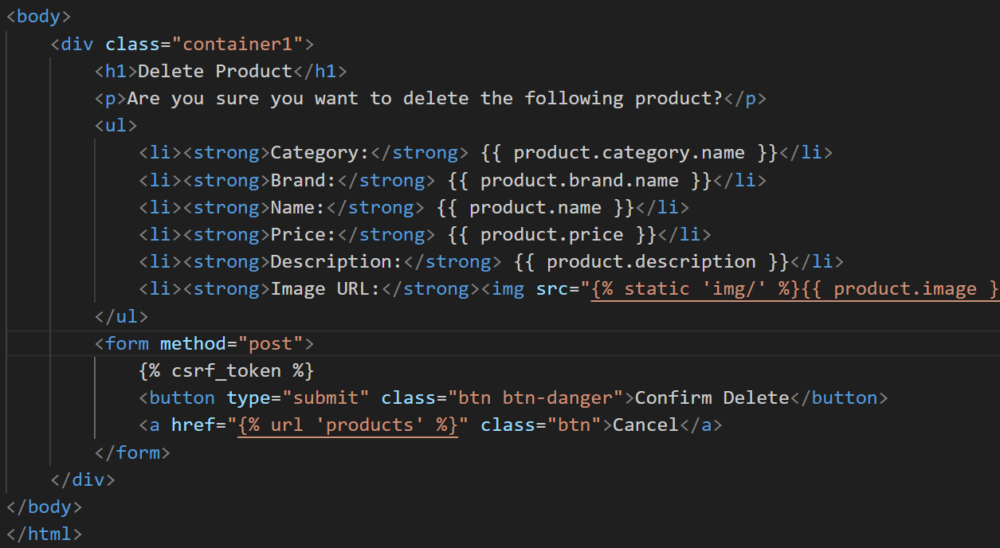 <body>
<div class="container1">
<h1>Delete Product</h1>
<p>Are you sure you want to delete the following product?</p>
<ul>
<li><strong>Category:</strong> {{ product.category.name }}</li>
<li><strong>Brand:</strong> {{ product.brand.name }}</li>
<li><strong>Name:</strong> {{ product.name }}</li>
<li><strong>Price:</strong> {{ product.price }}</li>
<li><strong>Description:</strong> {{ product.description }}</li>
<li><strong>Image URL:</strong><img src="{% static 'img/' %}{{ product.image }
</ul>
<form method="post">
{% csrf_token %}
<button type="submit" class="btn btn-danger">Confirm Delete</button>
<a href="{% url 'products' %}" class="btn">Cancel</a>
</form>
</div>
</body>
</html>